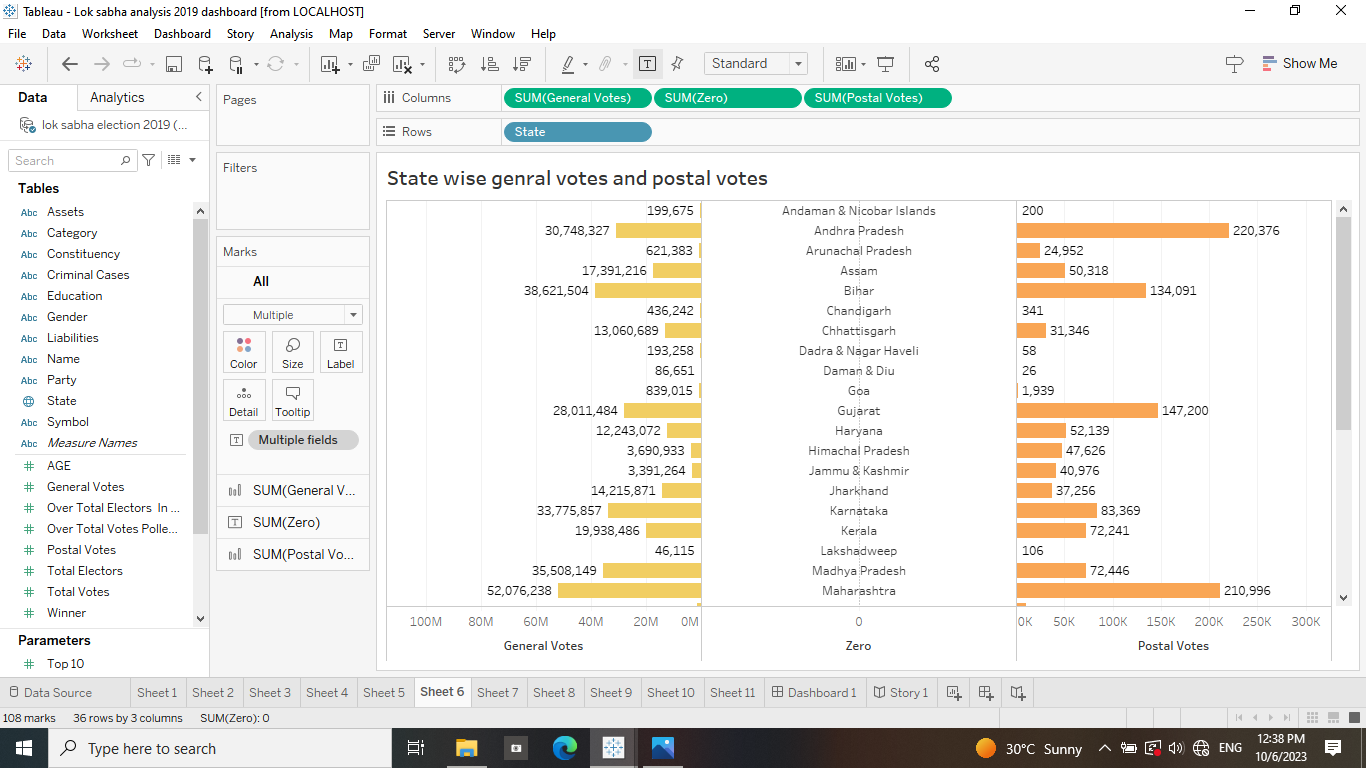 Tableau - Lok sabha analysis 2019 dashboard [from LOCALHOST]
File Data Worksheet Dashboard Story Analysis Map Format Server Window Help
Standard Show Me
Data Analytics
lok sabha election 2019 (...
Search
Tables
Abc Assets
Abc Category
Abc Constituency
Abc Criminal Cases
Abc Education
Abc Gender
Abc Liabilities
Abc Name
Abc Party
State
Abc Symbol
Abc Measure Names
# AGE
# General Votes
# Over Total Electors In ...
# Over Total Votes Polle...
# Postal Votes
# Total Electors
# Total Votes
# Winner
Parameters
# Top 10
Pages
Filters
Marks
All
Multiple
Color Size Label
Detail Tooltip
T Multiple fields
SUM(General V...
T SUM(Zero)
SUM(Postal Vo...
Columns SUM(General Votes) SUM(Zero) SUM(Postal Votes)
Rows State
State wise genral votes and postal votes
199,675 Andaman & Nicobar Islands 200
30,748,327 Andhra Pradesh 220,376
621,383 Arunachal Pradesh 24,952
17,391,216 Assam 50,318
38,621,504 Bihar 134,091
436,242 Chandigarh 341
13,060,689 Chhattisgarh 31,346
193,258 Dadra & Nagar Haveli 58
86,651 Daman & Diu 26
839,015 Goa 1,939
28,011,484 Gujarat 147,200
12,243,072 Haryana 52,139
3,690,933 Himachal Pradesh 47,626
3,391,264 Jammu & Kashmir 40,976
14,215,871 Jharkhand 37,256
33,775,857 Karnataka 83,369
19,938,486 Kerala 72,241
46,115 Lakshadweep 106
35,508,149 Madhya Pradesh 72,446
52,076,238 Maharashtra 210,996
100M 80M 60M 40M 20M 0M 0 0K 50K 100K 150K 200K 250K 300K
General Votes Zero Postal Votes
Data Source Sheet 1 Sheet 2 Sheet 3 Sheet 4 Sheet 5 Sheet 6 Sheet 7 Sheet 8 Sheet 9 Sheet 10 Sheet 11 Dashboard 1 Story 1
108 marks 36 rows by 3 columns SUM(Zero): 0
Type here to search 30°C Sunny ENG 12:38 PM
10/6/2023